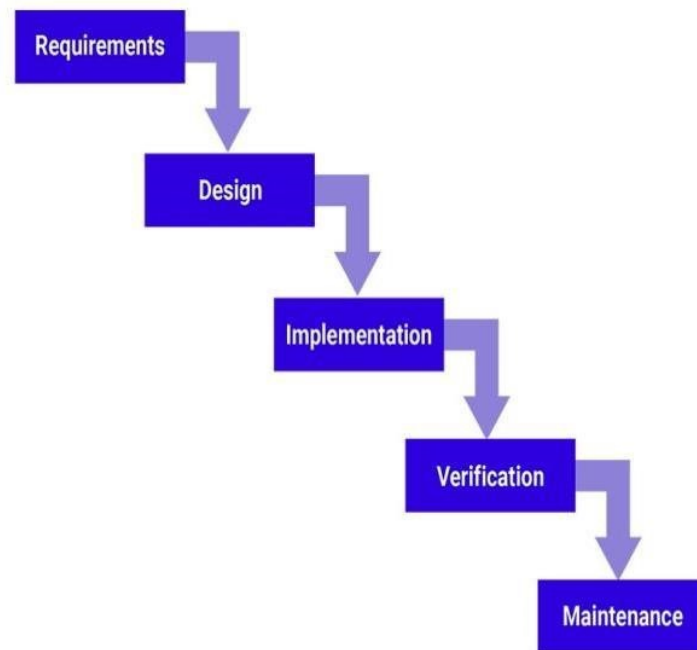 Requirements
Design
Implementation
Verification
Maintenance